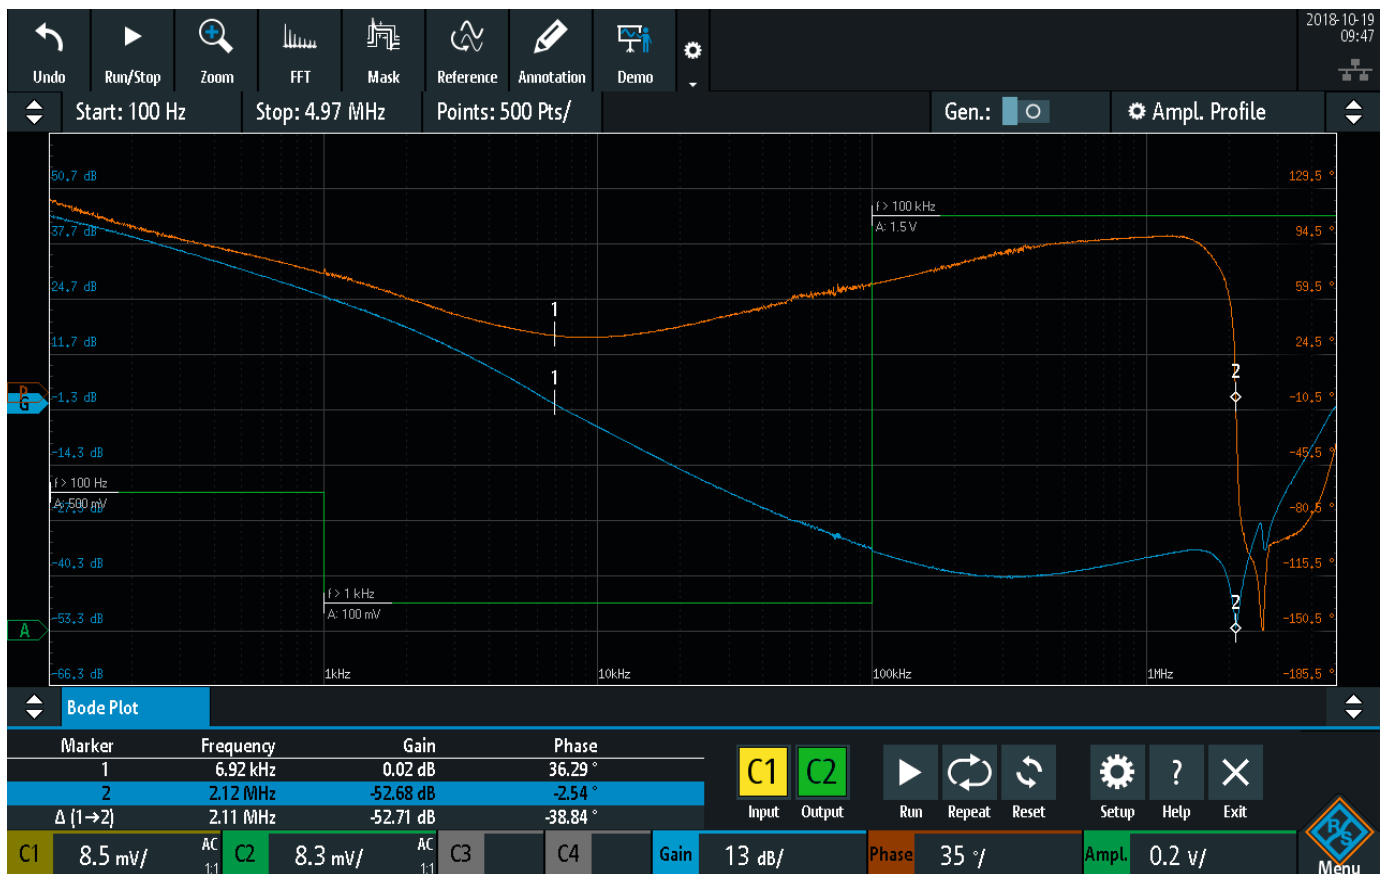 2018-10-19
09:47
Undo Run/Stop Zoom FFT Mask Reference Annotation Demo
Start: 100 Hz Stop: 4.97 MHz Points: 500 Pts/ Gen.: Ampl. Profile
50.7 dB 129.5 °
f > 100 kHz
A: 1.5 V
37.7 dB 94.5 °
24.7 dB 59.5 °
1
11.7 dB 24.5 °
1 2
-1.3 dB -10.5 °
G
-14.3 dB -45.5 °
f > 100 Hz
A: 500 mV
-27.3 dB -80.5 °
-40.3 dB -115.5 °
f > 1 kHz
A: 100 mV
2
-53.3 dB -150.5 °
A
-66.3 dB 1kHz 10kHz 100kHz 1MHz -185.5 °
Bode Plot
Marker Frequency Gain Phase
1 6.92 kHz 0.02 dB 36.29 °
2 2.12 MHz -52.68 dB -2.54 °
Δ (1→2) 2.11 MHz -52.71 dB -38.84 °
C1 C2
Input Output Run Repeat Reset Setup ? Help Exit
C1 8.5 mV/ AC 1:1 C2 8.3 mV/ AC 1:1 C3 C4 Gain 13 dB/ Phase 35 °/ Ampl. 0.2 V/
R&S
Menu